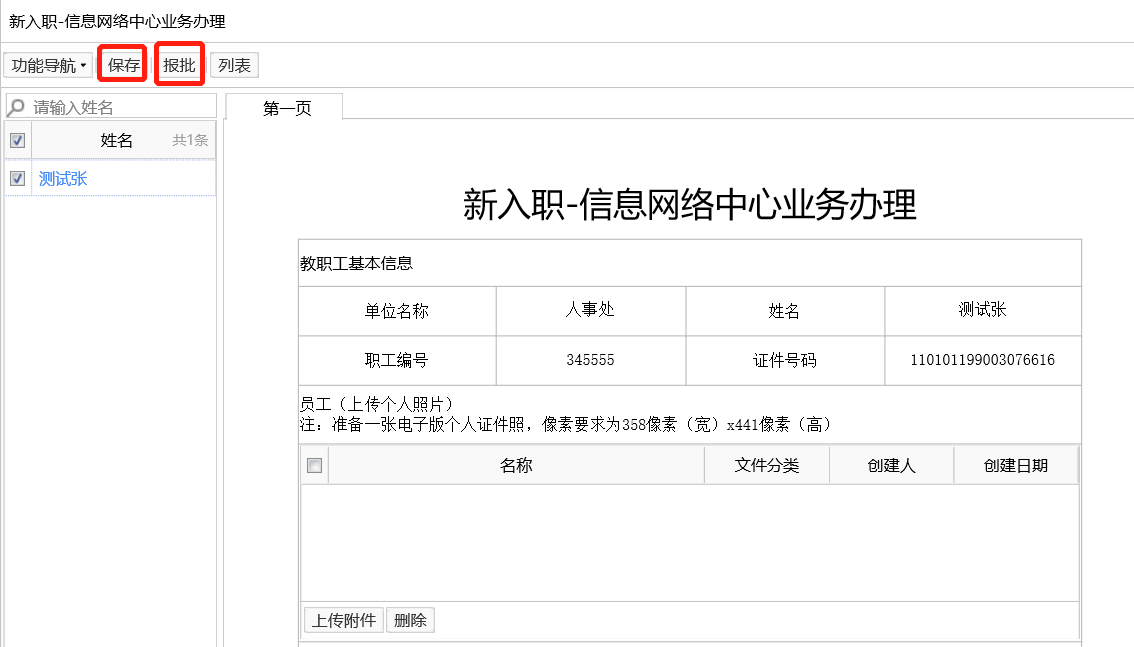 新入职-信息网络中心业务办理
功能导航 保存 报批 列表
请输入姓名
第一页
姓名 共1条
测试张
新入职-信息网络中心业务办理
教职工基本信息
单位名称 人事处 姓名 测试张
职工编号 345555 证件号码 110101199003076616
员工（上传个人照片）
注：准备一张电子版个人证件照，像素要求为358像素（宽）x441像素（高）
名称 文件分类 创建人 创建日期
上传附件 删除